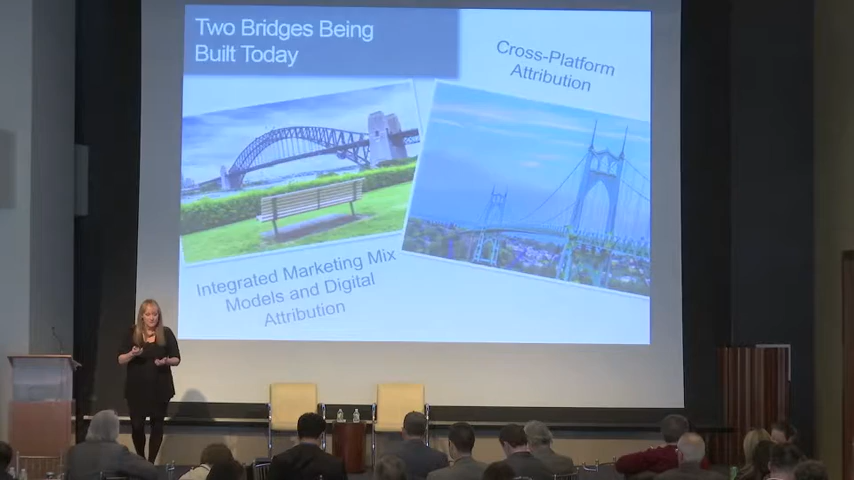 Two Bridges Being
Built Today
Cross-Platform
Attribution
Integrated Marketing Mix
Models and Digital
Attribution